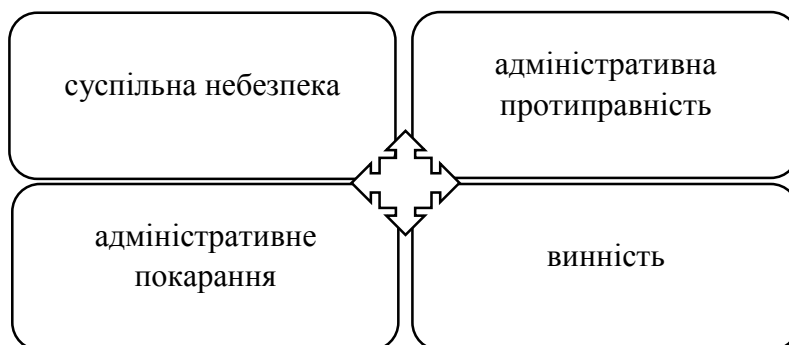 суспільна небезпека
адміністративна
протиправність
адміністративне
покарання
винність